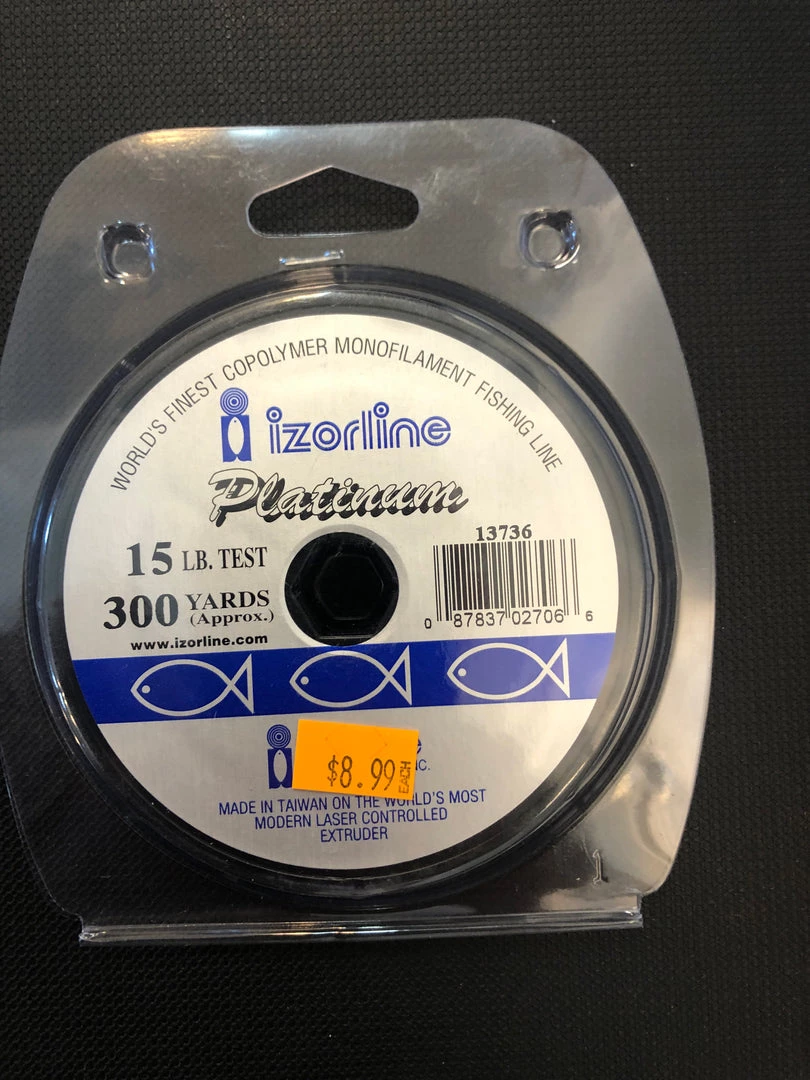 WORLD'S FINEST COPOLYMER MONOFILAMENT FISHING LINE
izorline
Platinum
15 LB. TEST
300 YARDS
(Approx.)
www.izorline.com
13736
0 87837 02706 6
$8.99 EACH
MADE IN TAIWAN ON THE WORLD'S MOST
MODERN LASER CONTROLLED
EXTRUDER
1